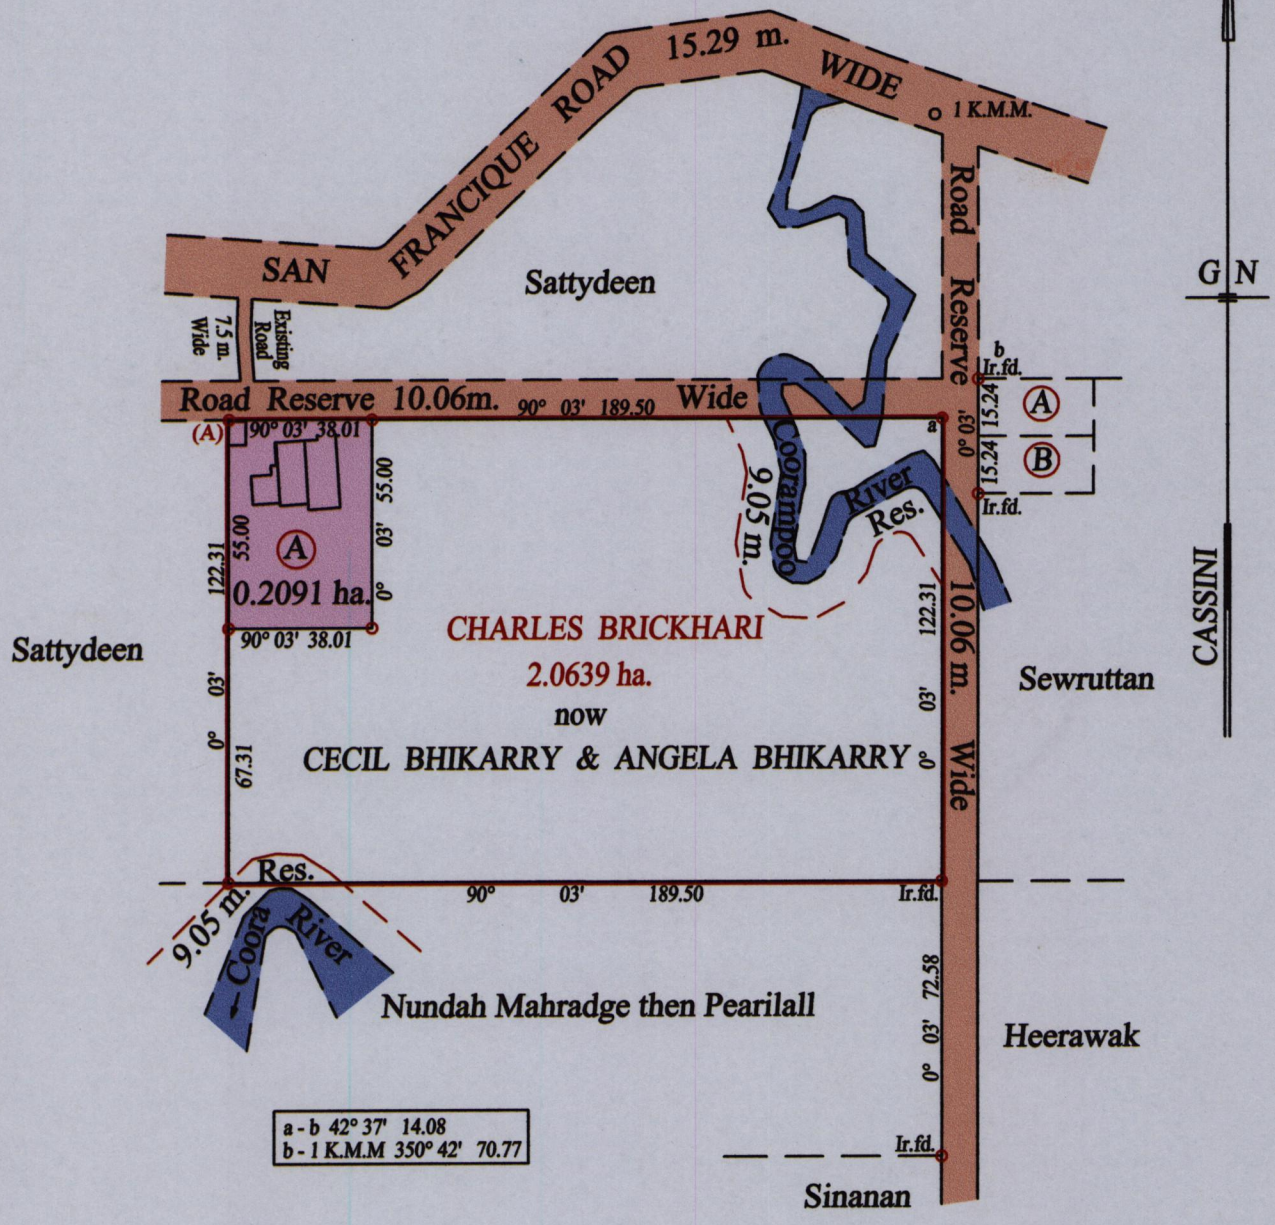 SAN FRANCIQUE ROAD 15.29 m. WIDE
1 K.M.M.
Road Reserve
G N
Sattydeen
7.5 m.
Wide
Existing
Road
b
Ir.fd.
Road Reserve 10.06m. Wide
90° 03' 189.50
(A)
90° 03' 38.01
a
0° 03'
15.24
15.24
A
B
Ir.fd.
Coorampoo River
9.05 m.
Res.
55.00
0° 03' 55.00
A
0.2091 ha.
90° 03' 38.01
0° 03' 122.31
67.31
CHARLES BRICKHARI
2.0639 ha.
now
CECIL BHIKARRY & ANGELA BHIKARRY
0° 03' 122.31
10.06 m. Wide
Sattydeen
Sewruttan
CASSINI
Res.
9.05 m.
90° 03' 189.50
Ir.fd.
Coora River
Nundah Mahradge then Pearilall
0° 03' 72.58
Heerawak
a - b 42° 37' 14.08
b - 1 K.M.M 350° 42' 70.77
Ir.fd.
Sinanan